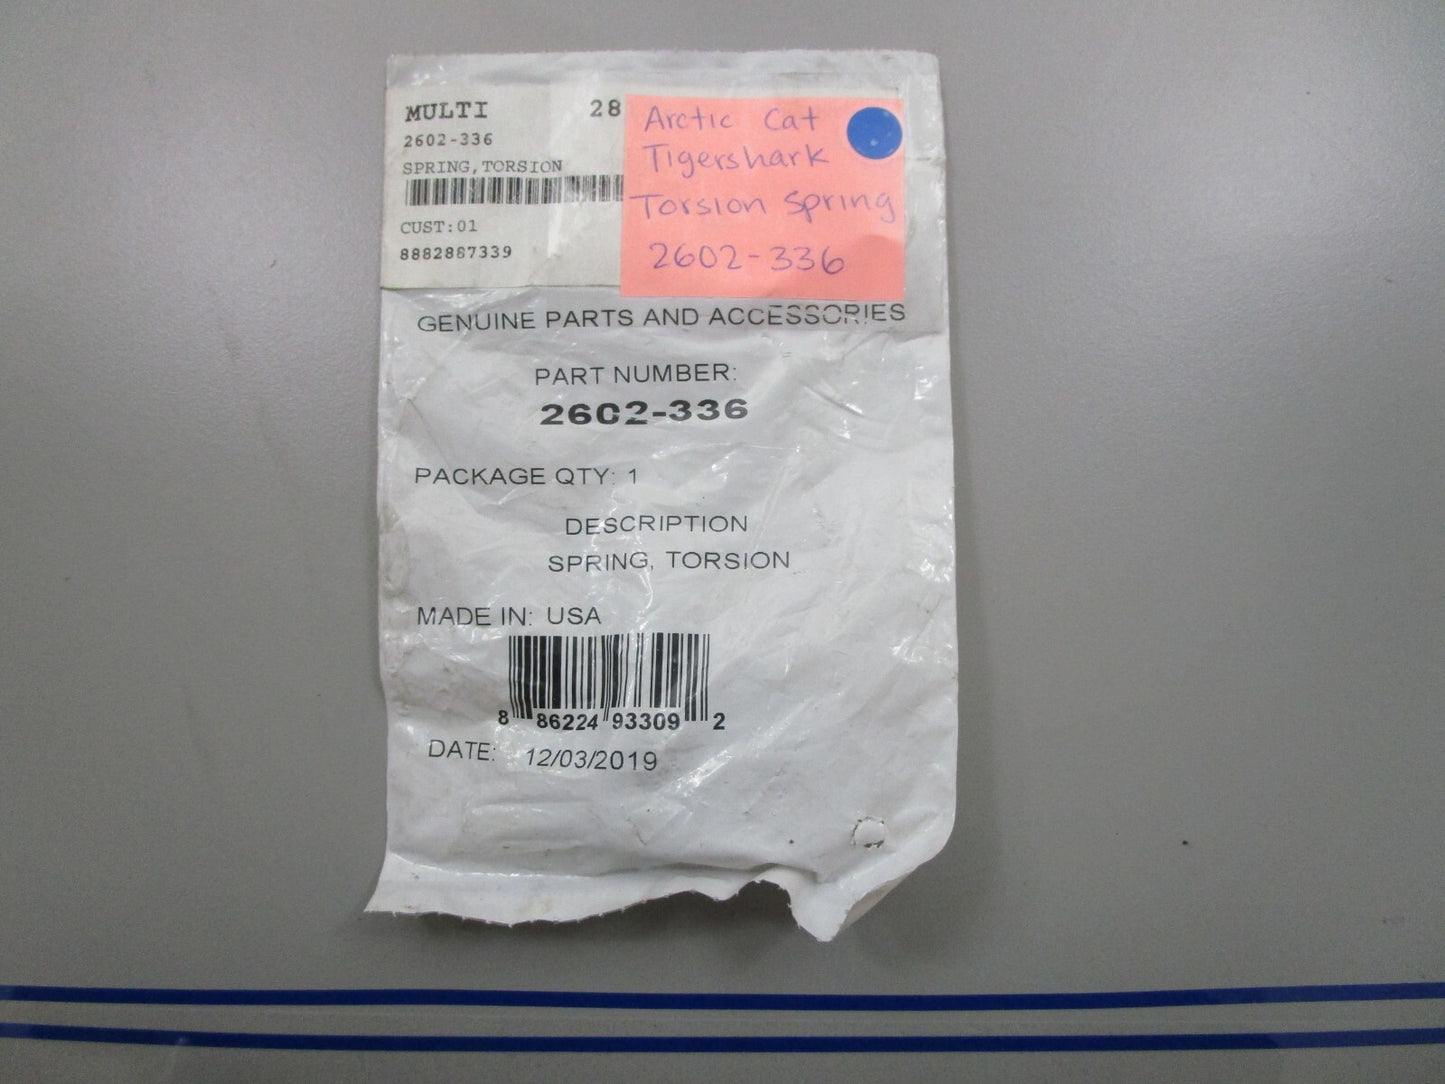 MULTI 28
2602-336
SPRING,TORSION
CUST:01
8882887339
Arctic Cat
Tigershark
Torsion Spring
2602-336
GENUINE PARTS AND ACCESSORIES
PART NUMBER:
2602-336
PACKAGE QTY: 1
DESCRIPTION
SPRING, TORSION
MADE IN: USA
8 86224 93309 2
DATE: 12/03/2019